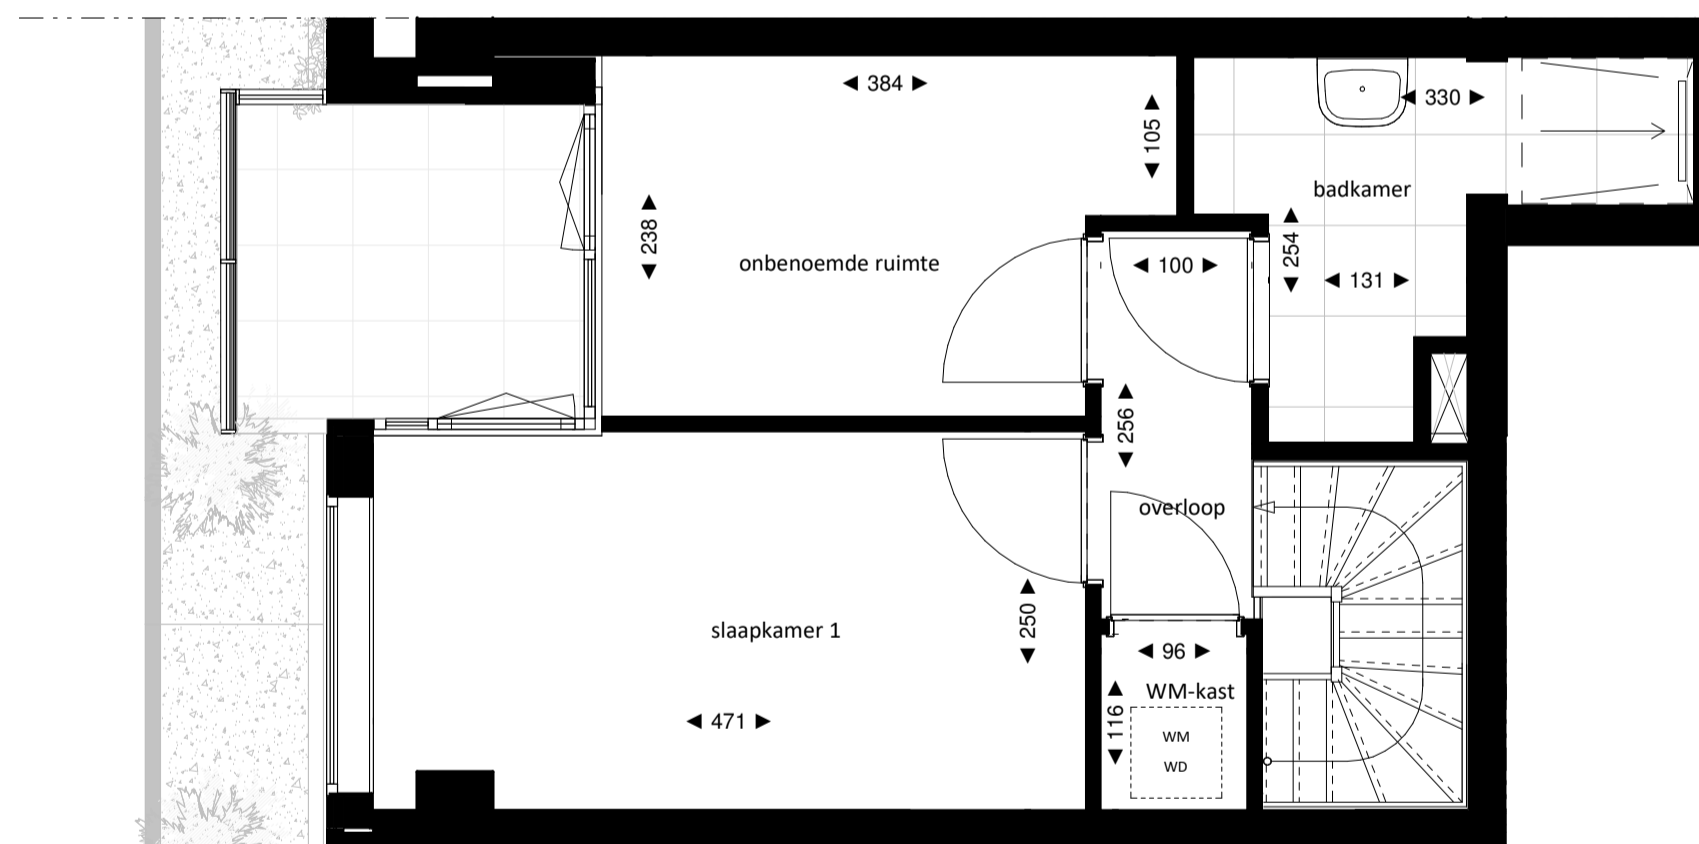 384
105
330
badkamer
238
onbenoemde ruimte
100
254
131
256
overloop
250
slaapkamer 1
96
WM-kast
116
471
WM
WD